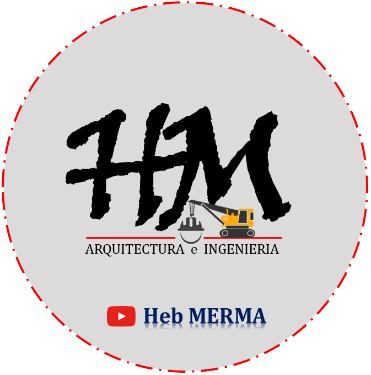 HM
ARQUITECTURA e INGENIERIA
Heb MERMA